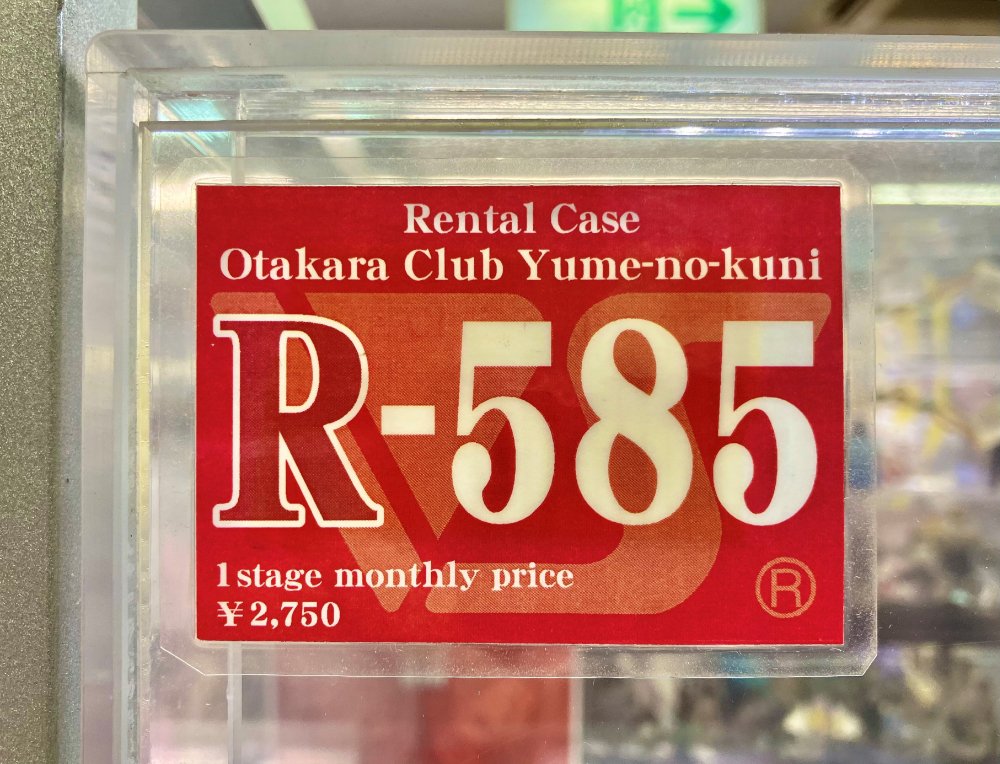 Rental Case
Otakara Club Yume-no-kuni
R-585
1 stage monthly price
¥2,750
®